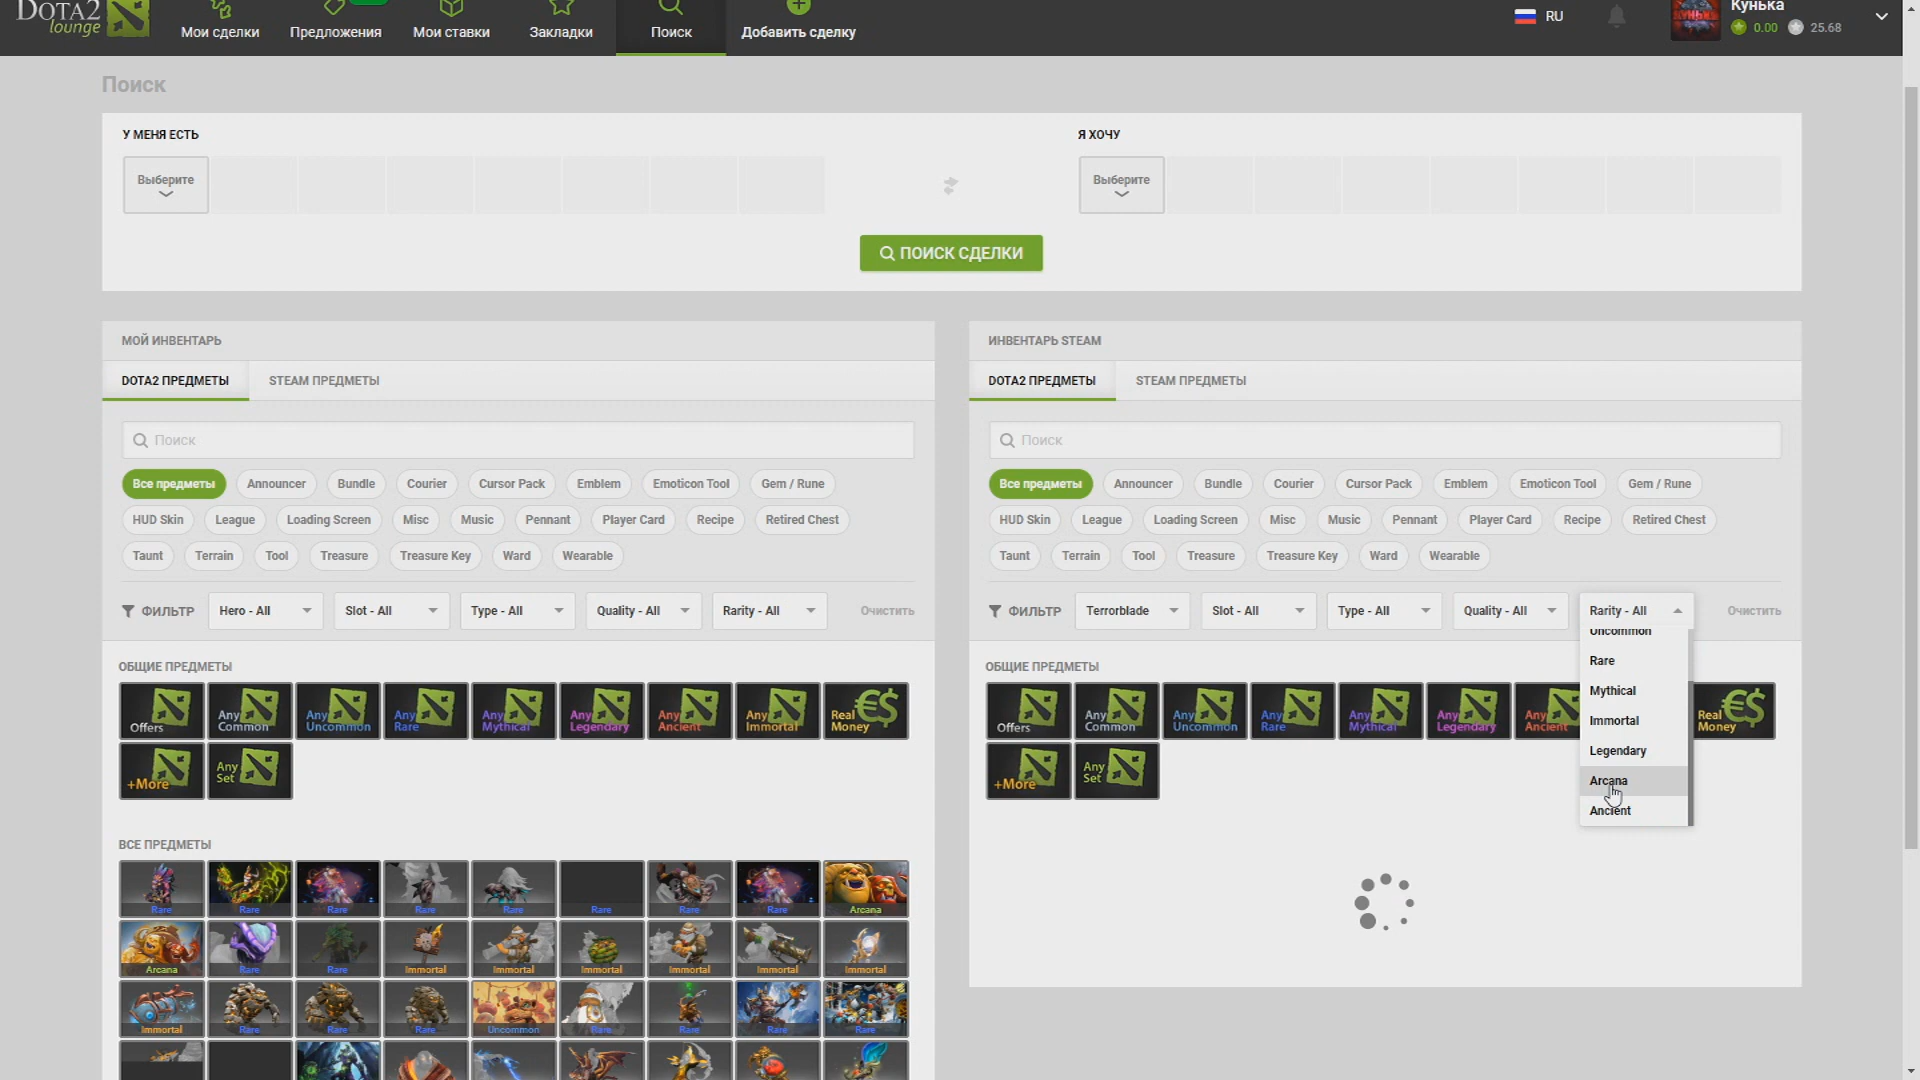 DOTA2
lounge
Мои сделки
Предложения
Мои ставки
Закладки
Поиск
Добавить сделку
RU
Кунька
0.00
25.68
Поиск
У МЕНЯ ЕСТЬ
Я ХОЧУ
Выберите
Выберите
ПОИСК СДЕЛКИ
МОЙ ИНВЕНТАРЬ
DOTA2 ПРЕДМЕТЫ
STEAM ПРЕДМЕТЫ
Поиск
Все предметы Announcer Bundle Courier Cursor Pack Emblem Emoticon Tool Gem / Rune
HUD Skin League Loading Screen Misc Music Pennant Player Card Recipe Retired Chest
Taunt Terrain Tool Treasure Treasure Key Ward Wearable
ФИЛЬТР Hero - All Slot - All Type - All Quality - All Rarity - All Очистить
ОБЩИЕ ПРЕДМЕТЫ
Offers
Any
Common
Any
Uncommon
Any
Rare
Any
Mythical
Any
Legendary
Any
Ancient
Any
Immortal
Real
Money
€$
+More
Any
Set
ВСЕ ПРЕДМЕТЫ
Rare Rare Rare Rare Rare Rare Rare Rare Arcana
Arcana Rare Rare Immortal Immortal Immortal Immortal Immortal Immortal
Immortal Rare Rare Rare Uncommon Rare Rare Rare Rare
ИНВЕНТАРЬ STEAM
DOTA2 ПРЕДМЕТЫ
STEAM ПРЕДМЕТЫ
Поиск
Все предметы Announcer Bundle Courier Cursor Pack Emblem Emoticon Tool Gem / Rune
HUD Skin League Loading Screen Misc Music Pennant Player Card Recipe Retired Chest
Taunt Terrain Tool Treasure Treasure Key Ward Wearable
ФИЛЬТР Terrorblade Slot - All Type - All Quality - All Rarity - All Очистить
Uncommon
Rare
Mythical
Immortal
Legendary
Arcana
Ancient
ОБЩИЕ ПРЕДМЕТЫ
Offers
Any
Common
Any
Uncommon
Any
Rare
Any
Mythical
Any
Legendary
Any
Ancient
Real
Money
€$
+More
Any
Set